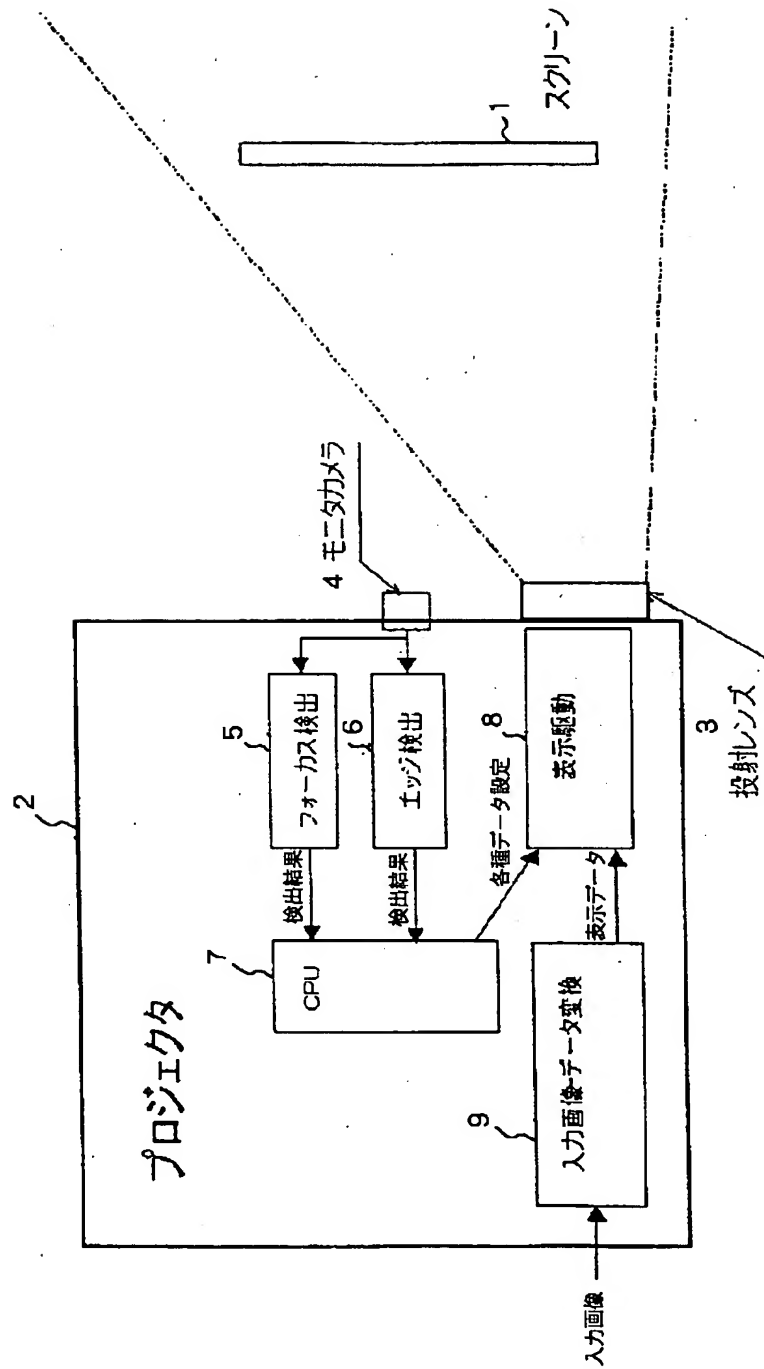 2
プロジェクタ
7
CPU
検出結果
検出結果
5
フォーカス検出
6
エッジ検出
4 モニタカメラ
1
スクリーン
各種データ設定
8
表示駆動
表示データ
9
入力画像データ変換
入力画像
3
投射レンズ